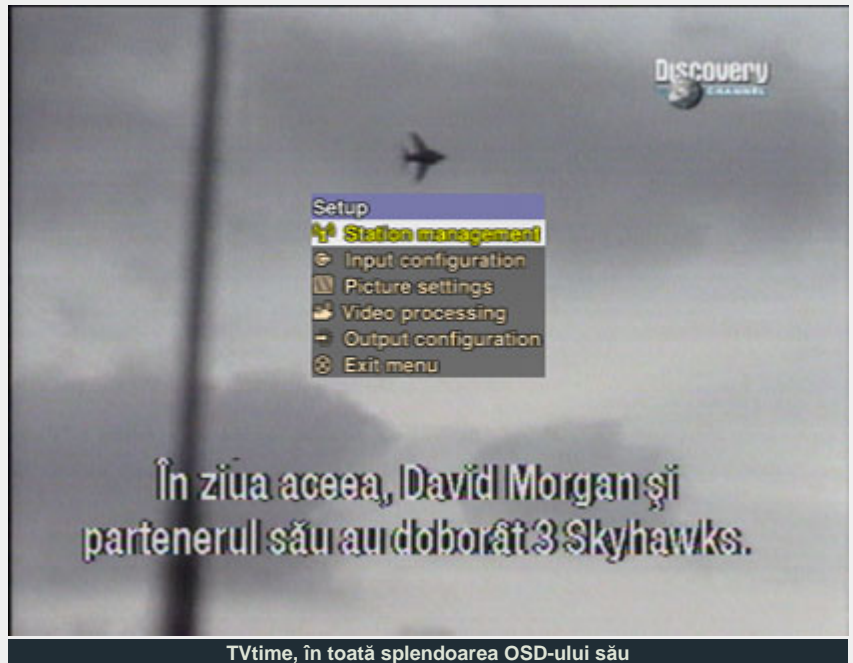 Discovery
CHANNEL
Setup
Station management
Input configuration
Picture settings
Video processing
Output configuration
Exit menu
În ziua aceea, David Morgan şi
partenerul său au doborât 3 Skyhawks.
TVtime, în toată splendoarea OSD-ului său